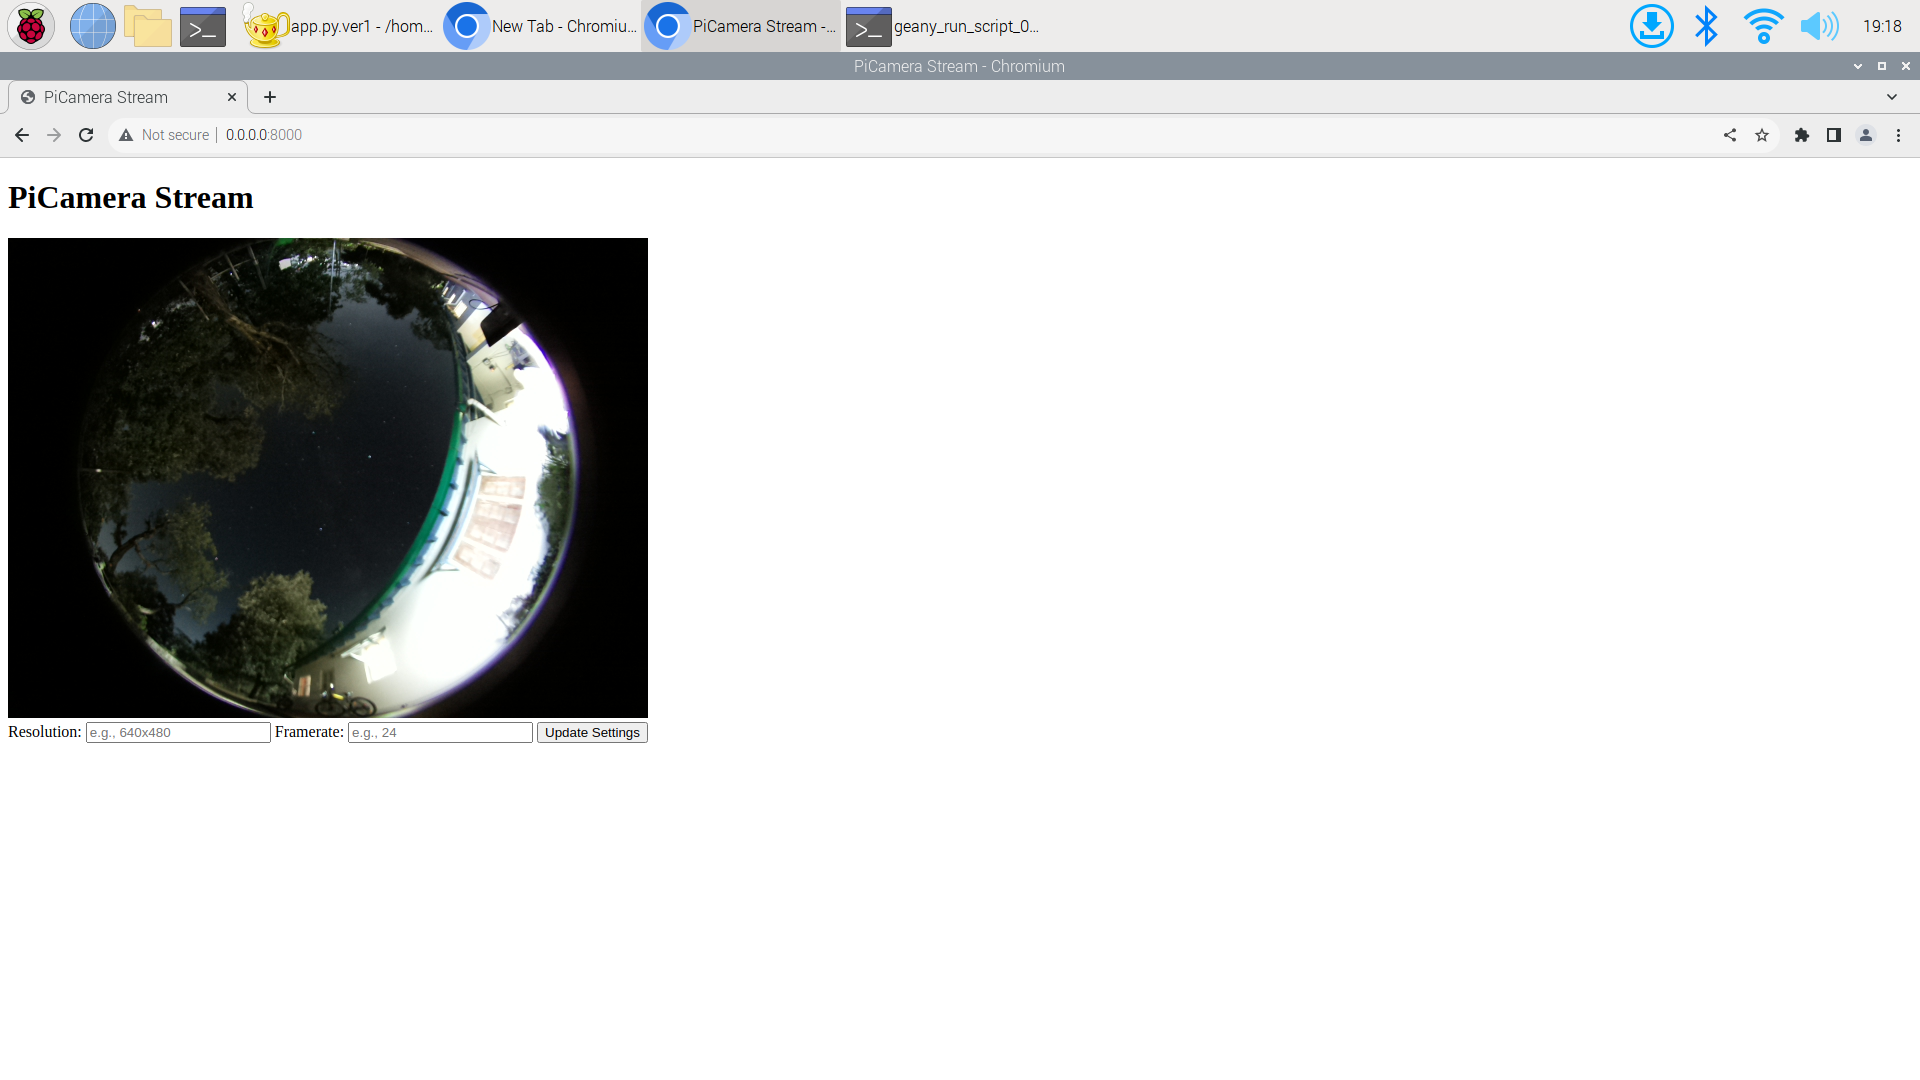 app.py.ver1 - /hom...
New Tab - Chromiu...
PiCamera Stream -...
geany_run_script_0...
19:18
PiCamera Stream - Chromium
PiCamera Stream
Not secure
0.0.0.0:8000
PiCamera Stream
Resolution: e.g., 640x480 Framerate: e.g., 24 Update Settings